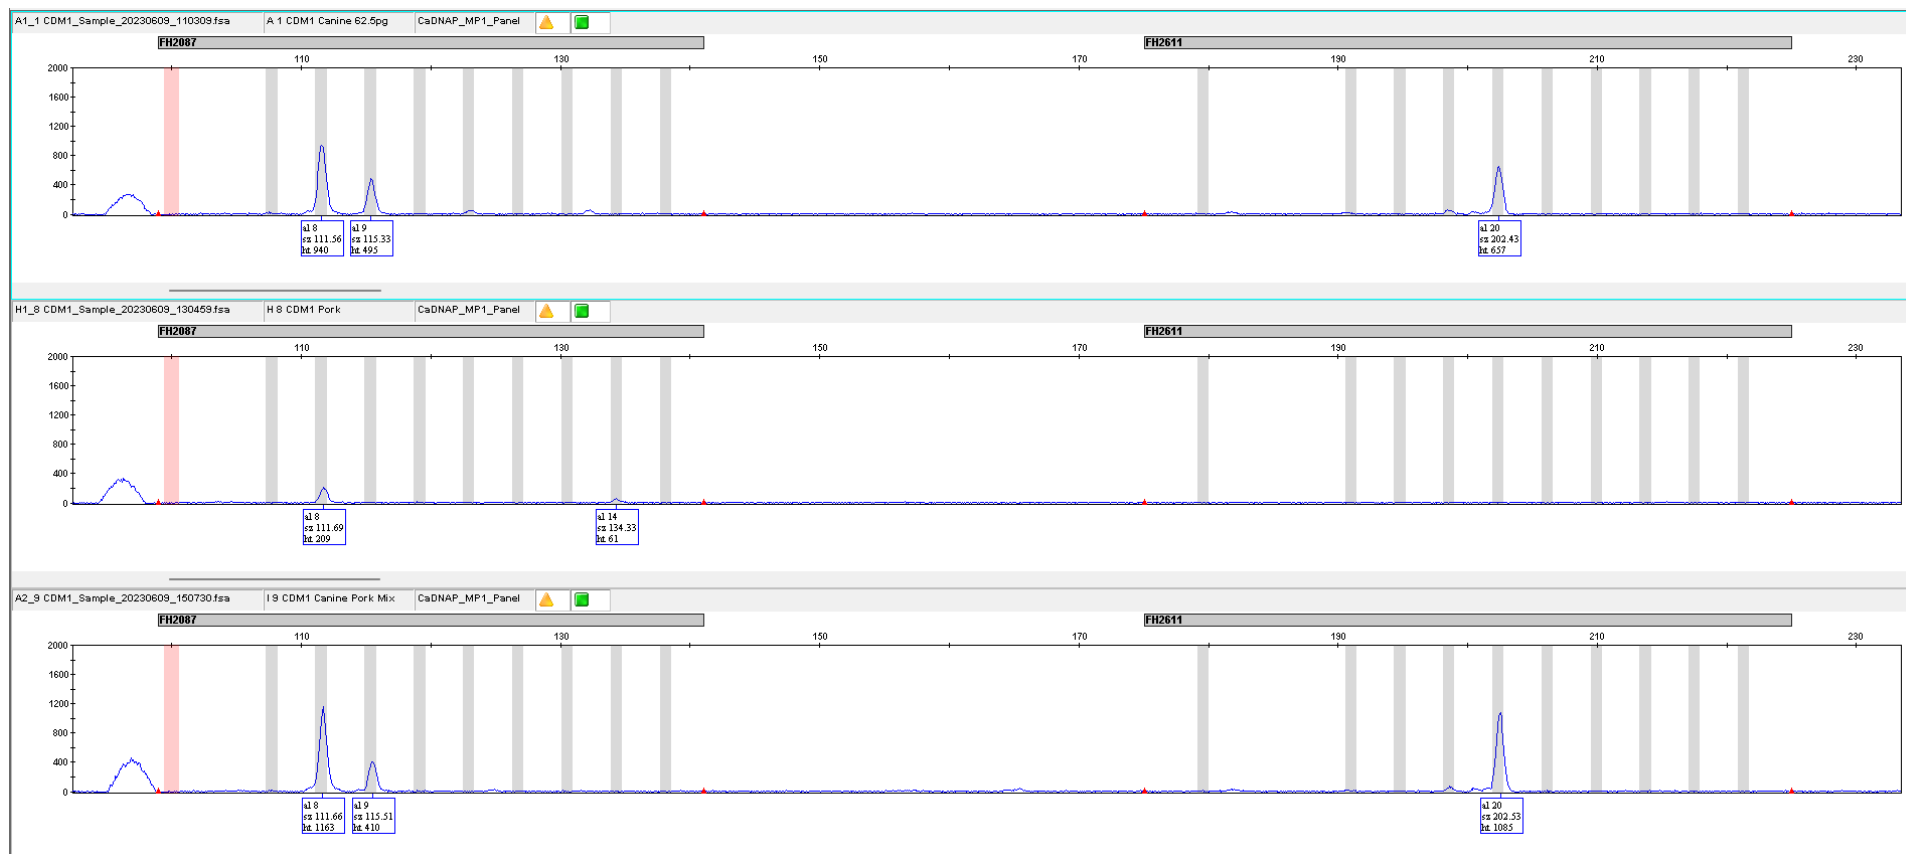 A1_1 CDM1_Sample_20230609_110309.fsa A 1 CDM1 Canine 62.5pg CaDNAP_MP1_Panel
FH2087 FH2611
110 130 150 170 190 210 230
2000
1600
1200
800
400
0
al 8 al 9 al 20
sz 111.56 sz 115.33 sz 202.43
ht 940 ht 495 ht 657
H1_8 CDM1_Sample_20230609_130459.fsa H 8 CDM1 Pork CaDNAP_MP1_Panel
FH2087 FH2611
110 130 150 170 190 210 230
2000
1600
1200
800
400
0
al 8 al 14
sz 111.69 sz 134.33
ht 209 ht 61
A2_9 CDM1_Sample_20230609_150730.fsa I 9 CDM1 Canine Pork Mix CaDNAP_MP1_Panel
FH2087 FH2611
110 130 150 170 190 210 230
2000
1600
1200
800
400
0
al 8 al 9 al 20
sz 111.66 sz 115.51 sz 202.53
ht 1163 ht 410 ht 1085